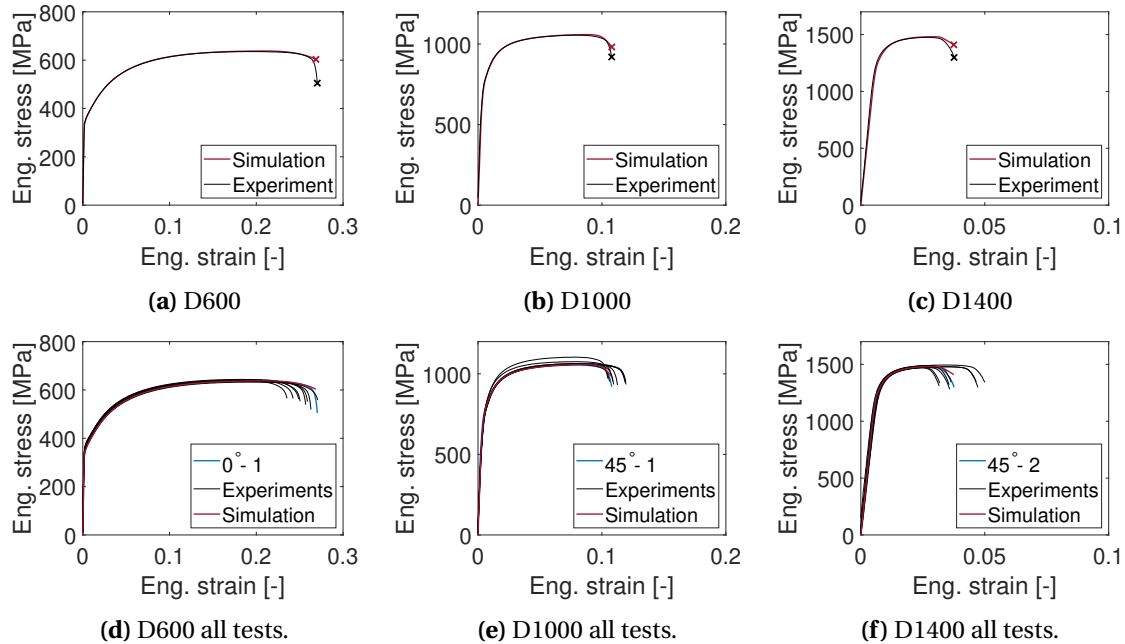 800
600
400
200
0
Eng. stress [MPa]
0 0.1 0.2 0.3
Eng. strain [-]
Simulation
Experiment
(a) D600
1000
500
0
Eng. stress [MPa]
0 0.1 0.2
Eng. strain [-]
Simulation
Experiment
(b) D1000
1500
1000
500
0
Eng. stress [MPa]
0 0.05 0.1
Eng. strain [-]
Simulation
Experiment
(c) D1400
800
600
400
200
0
Eng. stress [MPa]
0 0.1 0.2 0.3
Eng. strain [-]
0°- 1
Experiments
Simulation
(d) D600 all tests.
1000
500
0
Eng. stress [MPa]
0 0.1 0.2
Eng. strain [-]
45°- 1
Experiments
Simulation
(e) D1000 all tests.
1500
1000
500
0
Eng. stress [MPa]
0 0.05 0.1
Eng. strain [-]
45°- 2
Experiments
Simulation
(f) D1400 all tests.